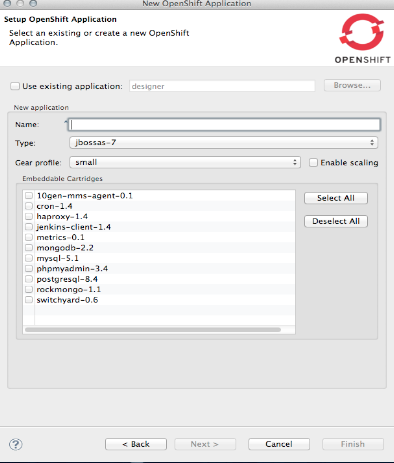 New OpenShift Application
Setup OpenShift Application
Select an existing or create a new OpenShift
Application.
OPENSHIFT
Use existing application: designer Browse...
New application
Name:
Type: jbossas-7
Gear profile: small Enable scaling
Embeddable Cartridges
10gen-mms-agent-0.1 Select All
cron-1.4
haproxy-1.4 Deselect All
jenkins-client-1.4
metrics-0.1
mongodb-2.2
mysql-5.1
phpmyadmin-3.4
postgresql-8.4
rockmongo-1.1
switchyard-0.6
? < Back Next > Cancel Finish